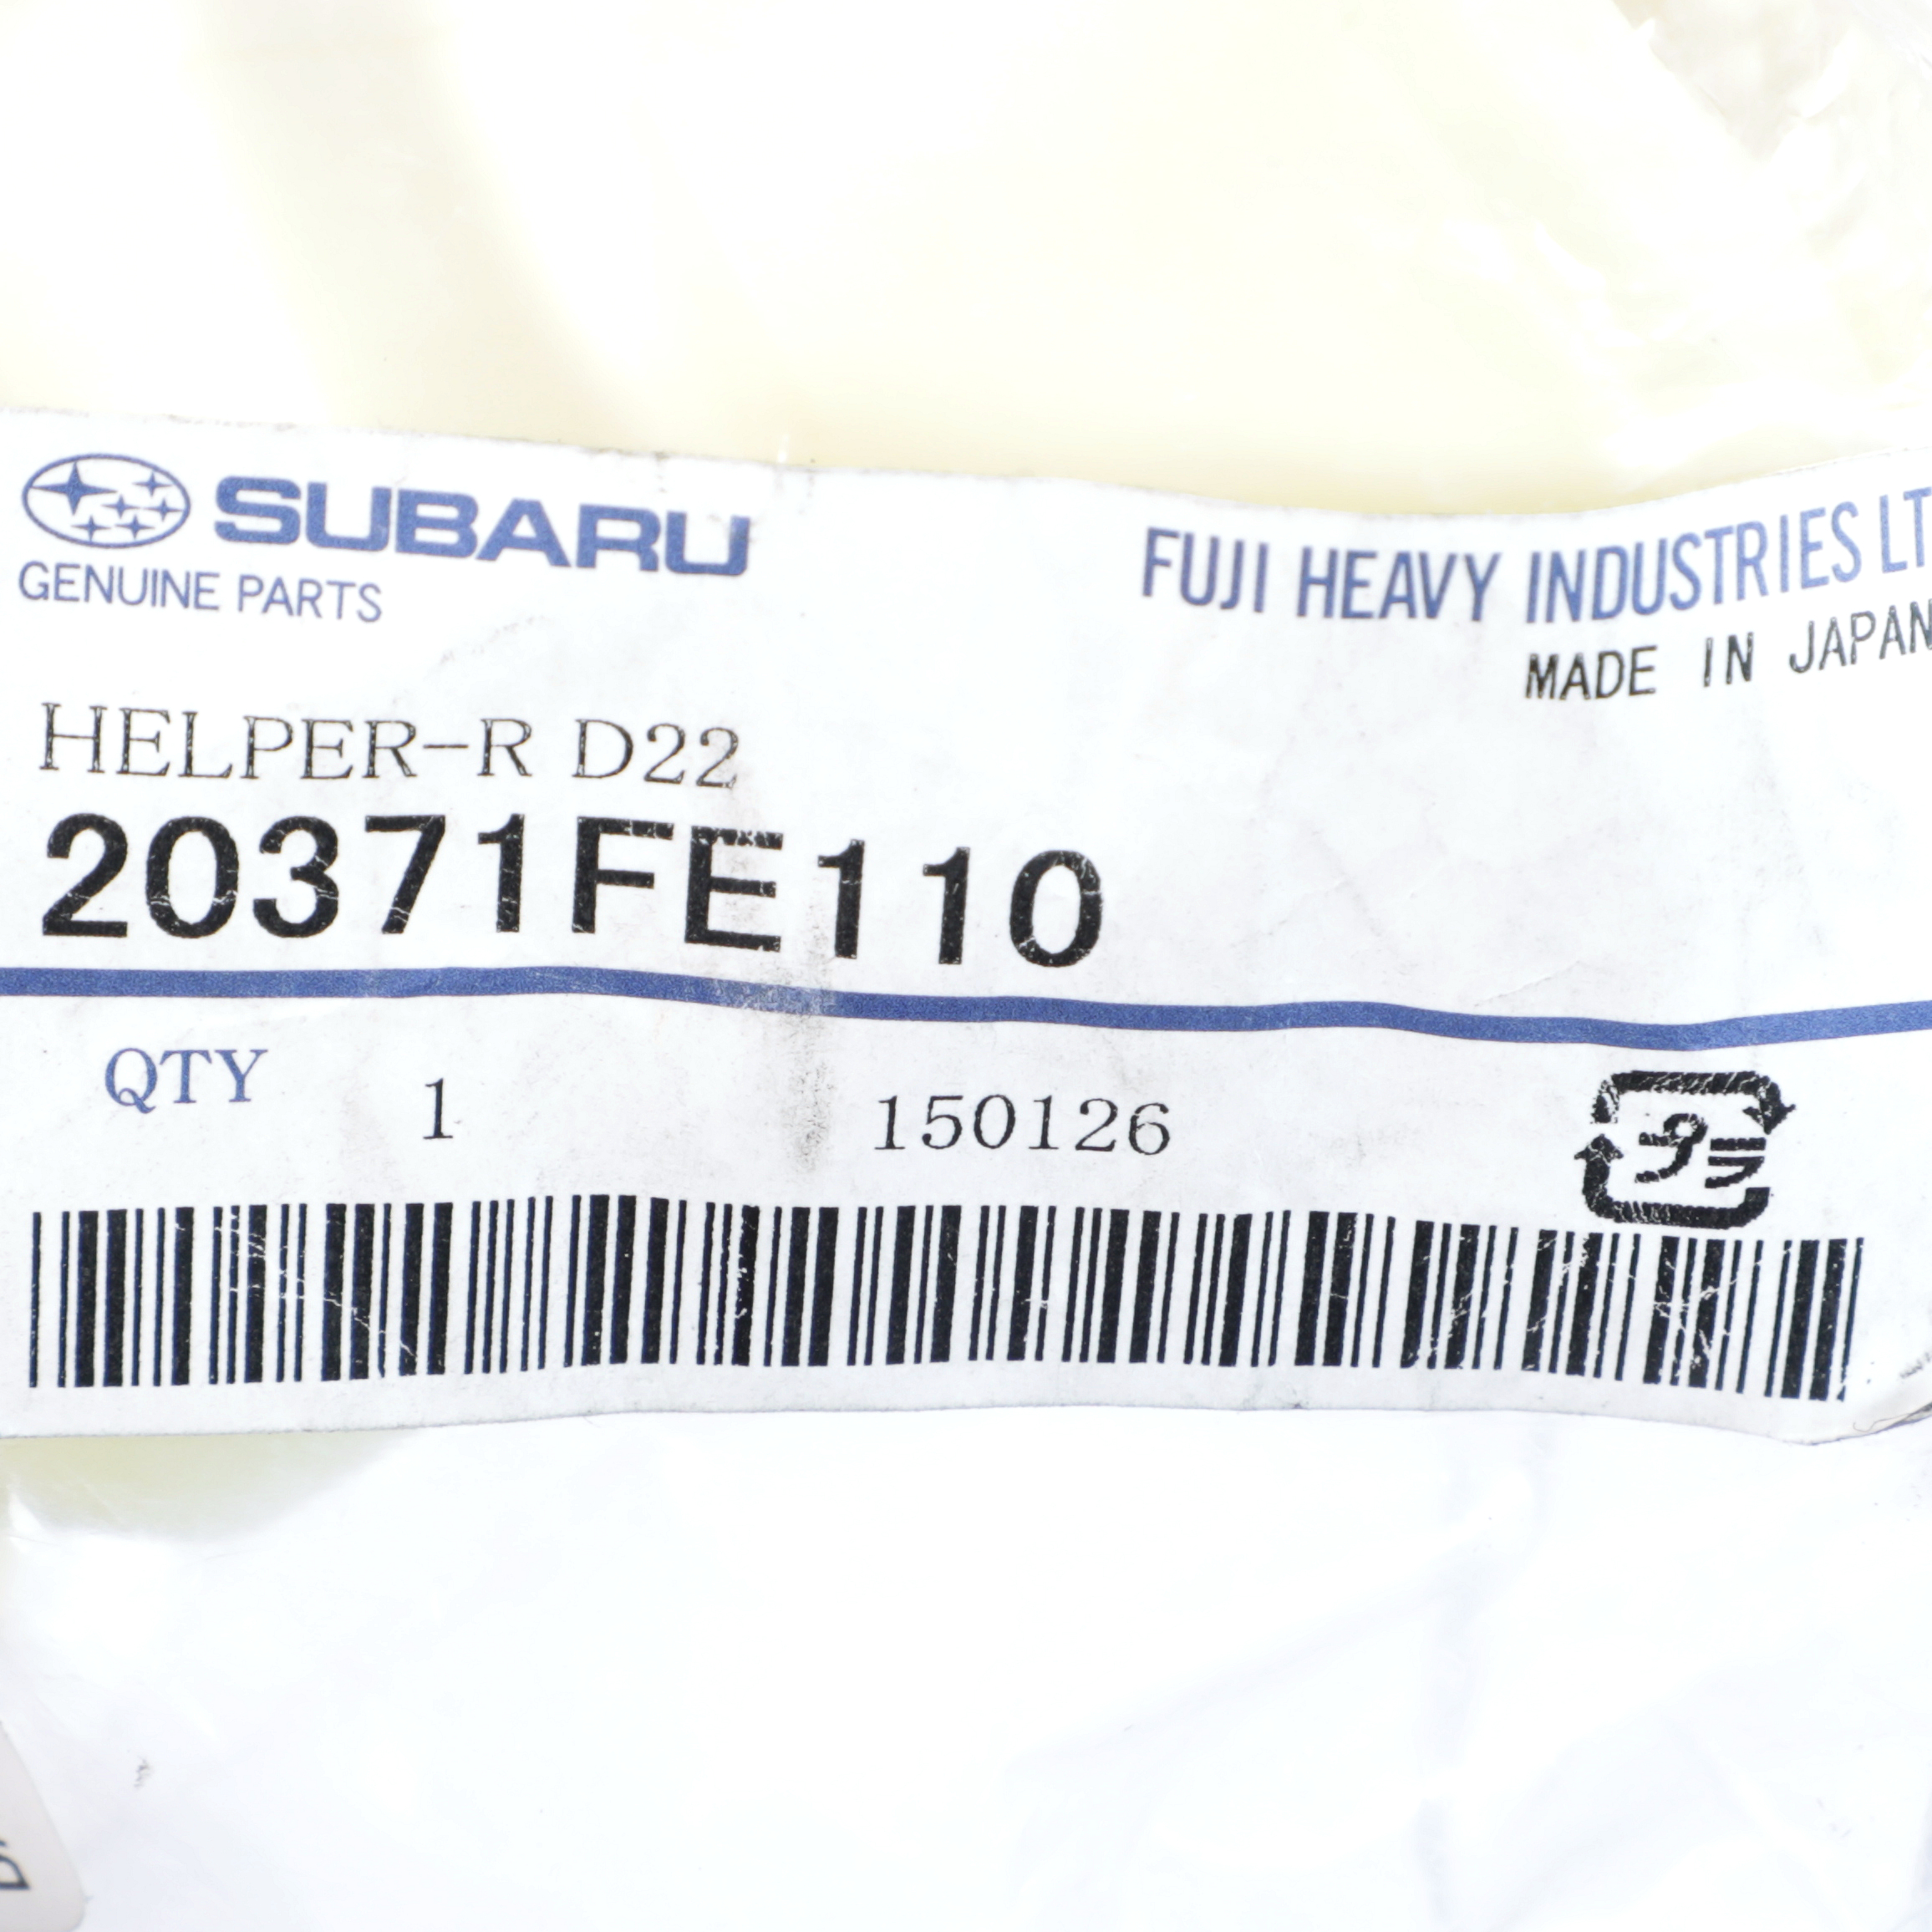 SUBARU
GENUINE PARTS
FUJI HEAVY INDUSTRIES LT
MADE IN JAPAN
HELPER-R D22
20371FE110
QTY 1 150126
プラ